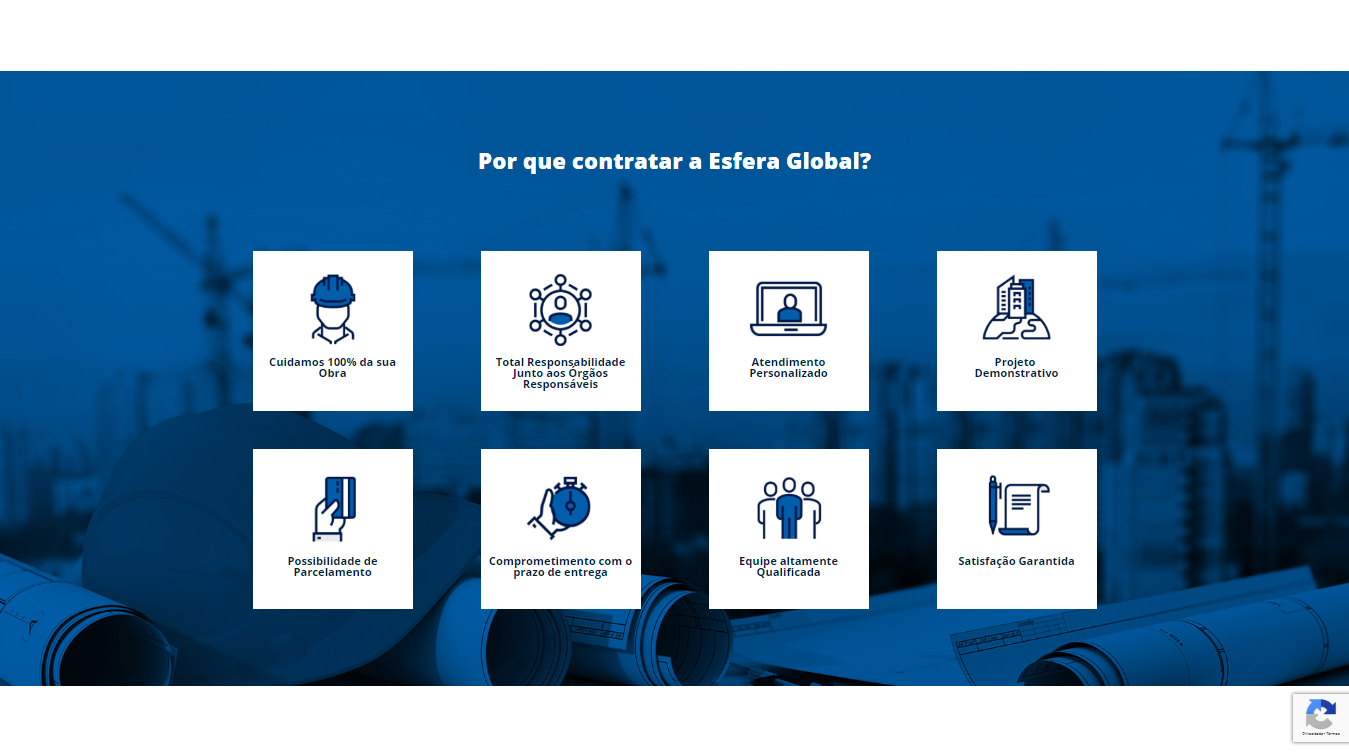 Por que contratar a Esfera Global?
Cuidamos 100% da sua
Obra
Total Responsabilidade
Junto aos Órgãos
Responsáveis
Atendimento
Personalizado
Projeto
Demonstrativo
Possibilidade de
Parcelamento
Comprometimento com o
prazo de entrega
Equipe altamente
Qualificada
Satisfação Garantida
Privacidade - Termos